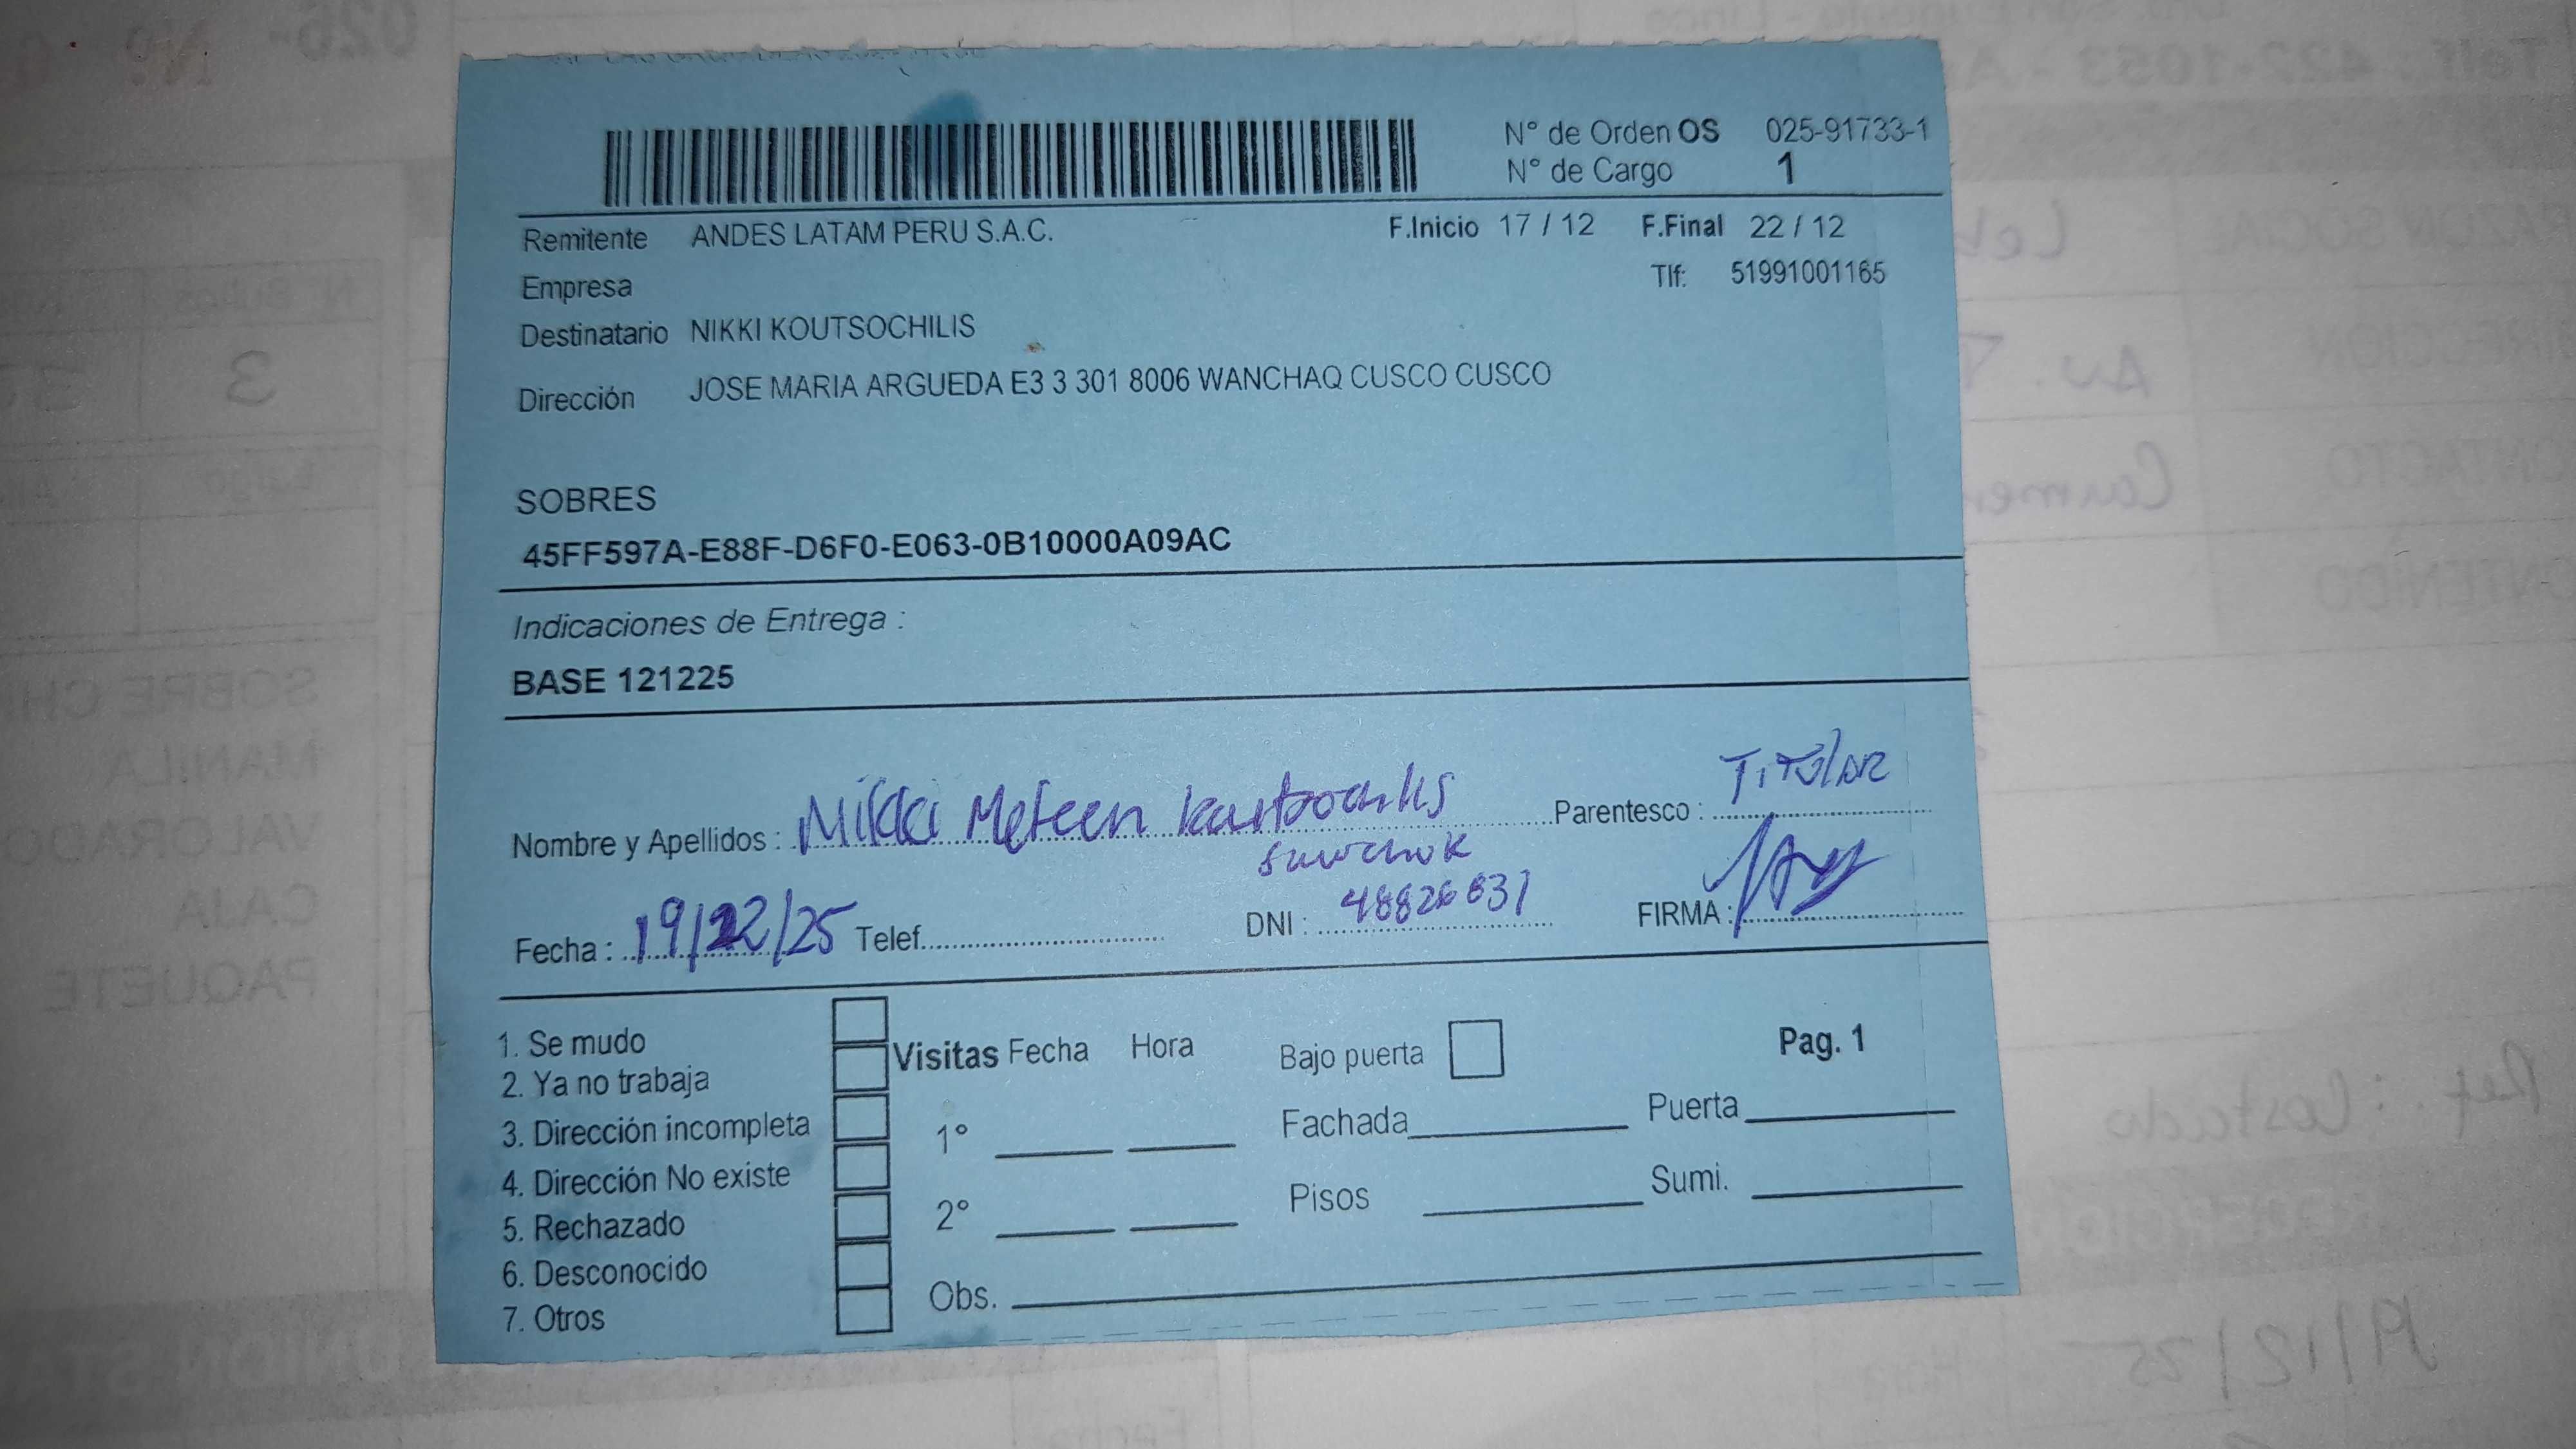 N° de Orden OS 025-91733-1
N° de Cargo 1
Remitente ANDES LATAM PERU S.A.C. F.Inicio 17 / 12 F.Final 22 / 12
Empresa Tlf: 51991001165
Destinatario NIKKI KOUTSOCHILIS
Dirección JOSE MARIA ARGUEDA E3 3 301 8006 WANCHAQ CUSCO CUSCO
SOBRES
45FF597A-E88F-D6F0-E063-0B10000A09AC
Indicaciones de Entrega :
BASE 121225
Nombre y Apellidos : Nikki Parentesco : Titular
Fecha : 19/12/25 Telef. DNI : 48826831 FIRMA :
1. Se mudo
2. Ya no trabaja
3. Dirección incompleta
4. Dirección No existe
5. Rechazado
6. Desconocido
7. Otros
Visitas Fecha Hora Bajo puerta Pag. 1
1° Fachada Puerta
2° Pisos Sumi.
Obs.